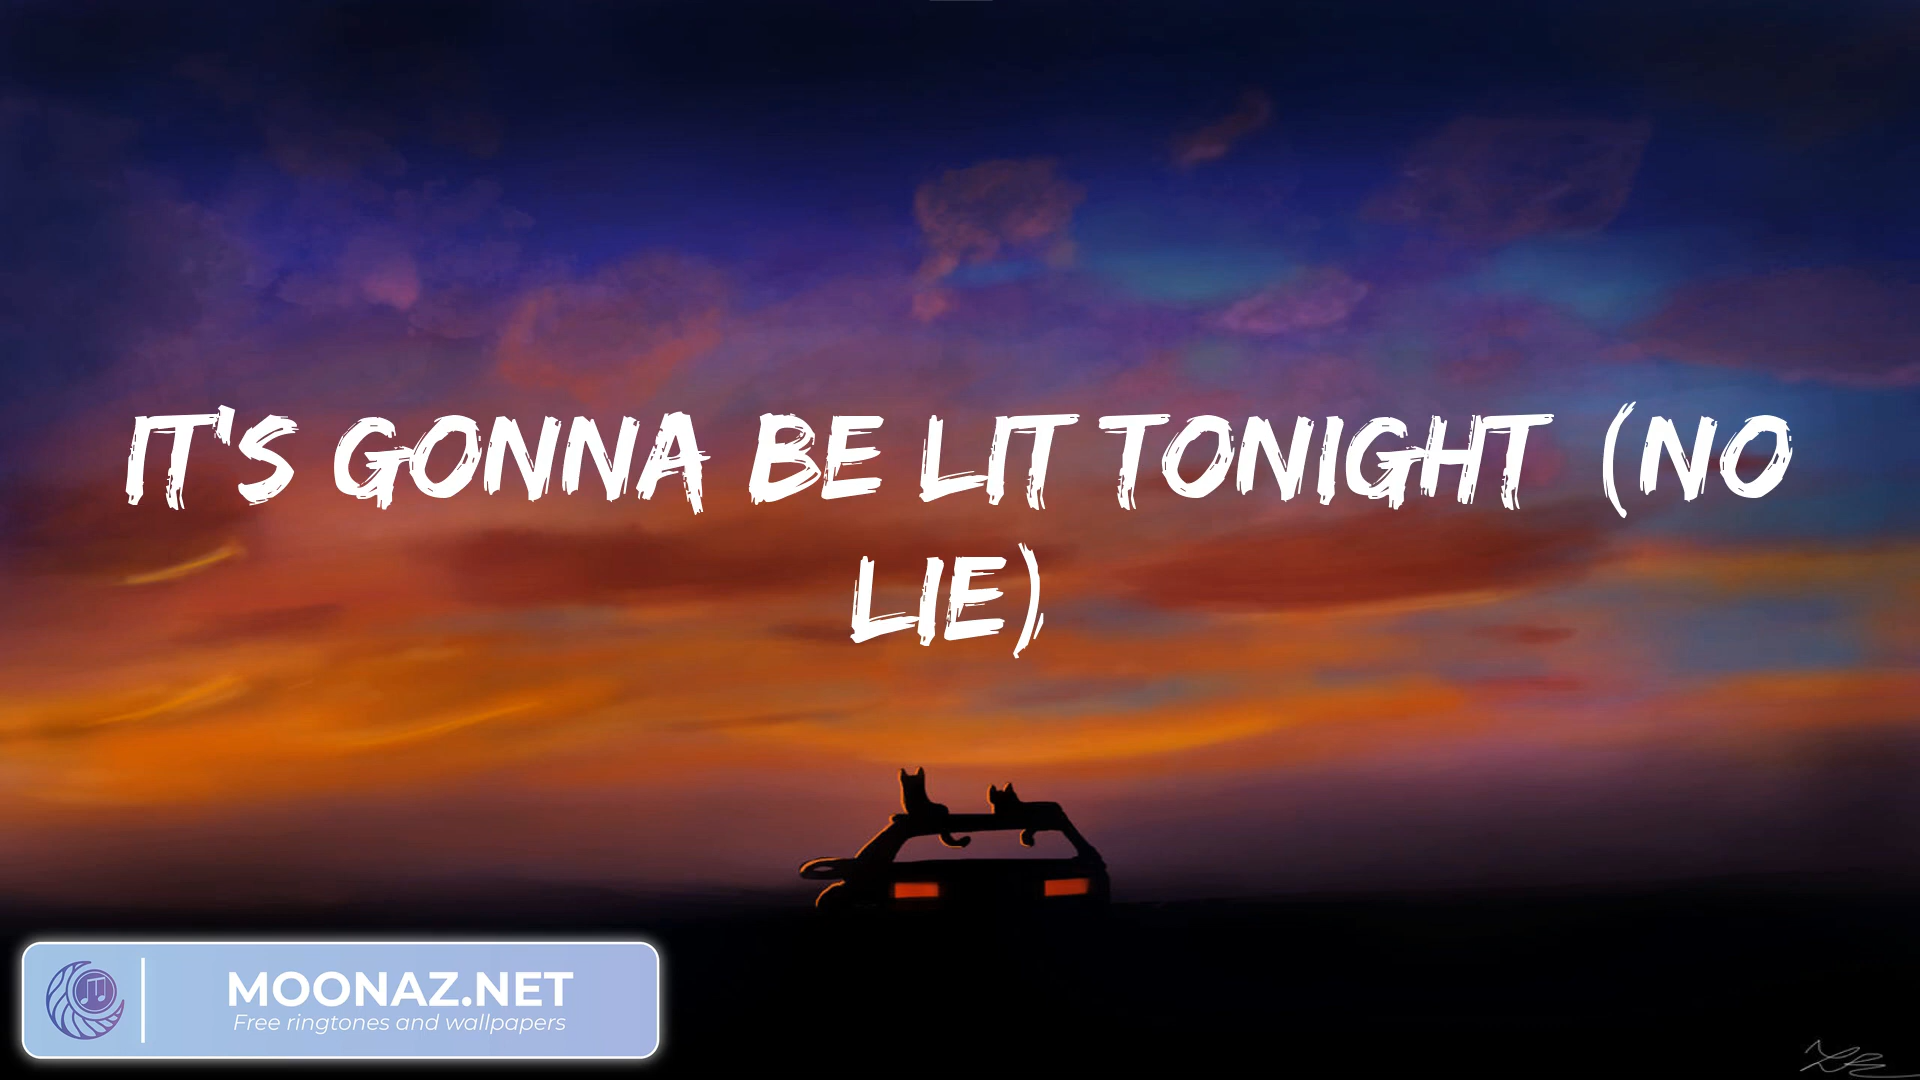 IT'S GONNA BE LIT TONIGHT (NO
LIE)
MOONAZ.NET
Free ringtones and wallpapers